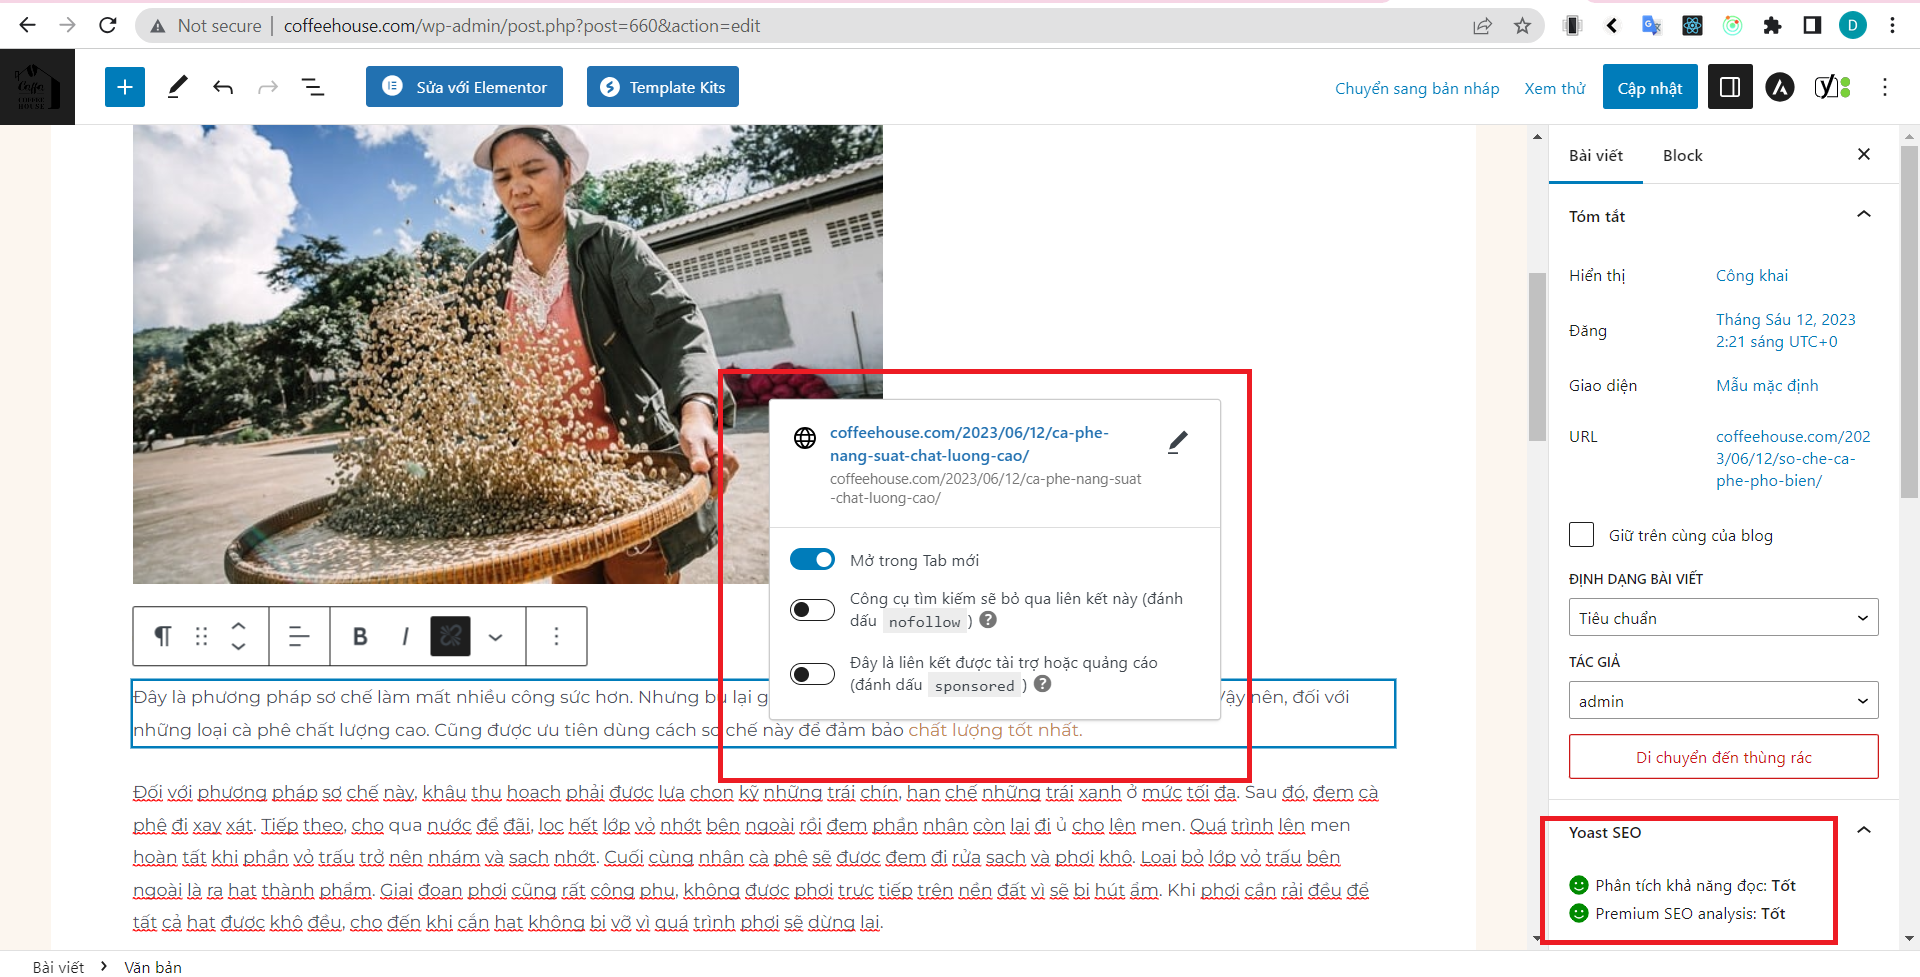 Not secure | coffeehouse.com/wp-admin/post.php?post=660&action=edit
D
Coffee
HOUSE
Sửa với Elementor
Template Kits
Chuyển sang bản nháp
Xem thử
Cập nhật
coffeehouse.com/2023/06/12/ca-phe-
nang-suat-chat-luong-cao/
coffeehouse.com/2023/06/12/ca-phe-nang-suat
-chat-luong-cao/
Mở trong Tab mới
Công cụ tìm kiếm sẽ bỏ qua liên kết này (đánh
dấu nofollow )
Đây là liên kết được tài trợ hoặc quảng cáo
(đánh dấu sponsored )
B I
Đây là phương pháp sơ chế làm mất nhiều công sức hơn. Nhưng bù lại g Vậy nên, đối với
những loại cà phê chất lượng cao. Cũng được ưu tiên dùng cách sơ chế này để đảm bảo chất lượng tốt nhất.
Đối với phương pháp sơ chế này, khâu thu hoạch phải được lựa chọn kỹ những trái chín, hạn chế những trái xanh ở mức tối đa. Sau đó, đem cà
phê đi xay xát. Tiếp theo, cho qua nước để đãi, lọc hết lớp vỏ nhớt bên ngoài rồi đem phần nhân còn lại đi ủ cho lên men. Quá trình lên men
hoàn tất khi phần vỏ trấu trở nên nhám và sạch nhớt. Cuối cùng nhân cà phê sẽ được đem đi rửa sạch và phơi khô. Loại bỏ lớp vỏ trấu bên
ngoài là ra hạt thành phẩm. Giai đoạn phơi cũng rất công phu, không được phơi trực tiếp trên nền đất vì sẽ bị hút ẩm. Khi phơi cần rải đều để
tất cả hạt được khô đều, cho đến khi cắn hạt không bị vỡ vì quá trình phơi sẽ dừng lại.
Bài viết
Block
Tóm tắt
Hiển thị
Công khai
Đăng
Tháng Sáu 12, 2023
2:21 sáng UTC+0
Giao diện
Mẫu mặc định
URL
coffeehouse.com/202
3/06/12/so-che-ca-
phe-pho-bien/
Giữ trên cùng của blog
ĐỊNH DẠNG BÀI VIẾT
Tiêu chuẩn
TÁC GIẢ
admin
Di chuyển đến thùng rác
Yoast SEO
Phân tích khả năng đọc: Tốt
Premium SEO analysis: Tốt
Bài viết
Văn bản